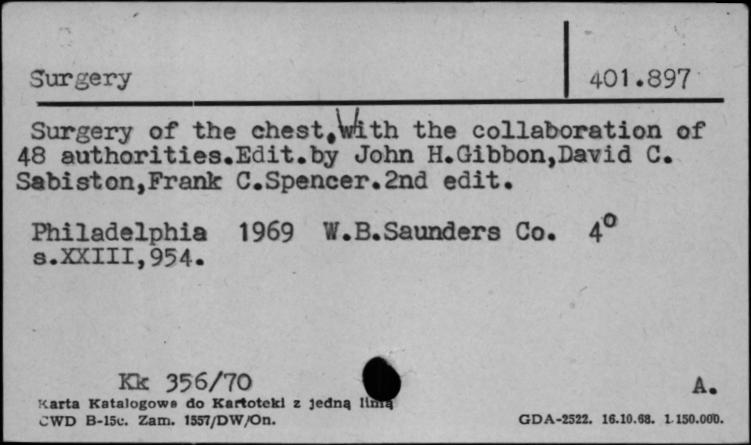 Surgery 401.897
Surgery of the chest.With the collaboration of
48 authorities.Edit.by John H.Gibbon,David C.
Sabiston,Frank C.Spencer.2nd edit.
Philadelphia 1969 W.B.Saunders Co. 4°
s.XXIII,954.
Kk 356/70 A.
Karta Katalogowa do Kartoteki z jedną linią
CWD B-15c. Zam. 1557/DW/On. GDA-2522. 16.10.68. 1.150.000.